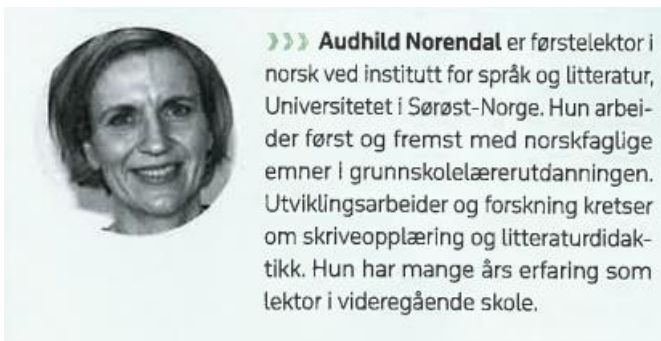 ››› Audhild Norendal er førstelektor i
norsk ved institutt for språk og litteratur,
Universitetet i Sørøst-Norge. Hun arbei-
der først og fremst med norskfaglige
emner i grunnskolelærerutdanningen.
Utviklingsarbeider og forskning kretser
om skriveopplæring og litteraturdidak-
tikk. Hun har mange års erfaring som
lektor i videregående skole.